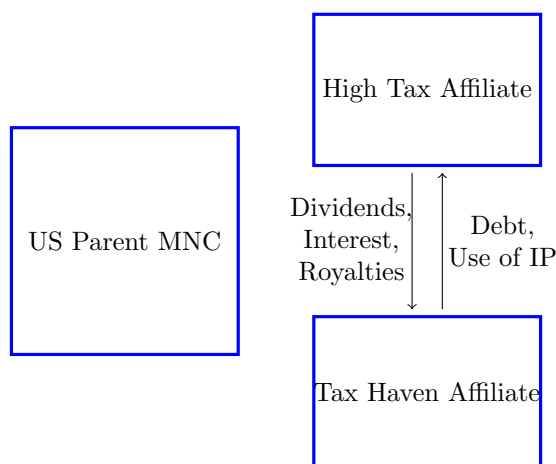 High Tax Affiliate
US Parent MNC
Dividends,
Interest,
Royalties
Debt,
Use of IP
Tax Haven Affiliate